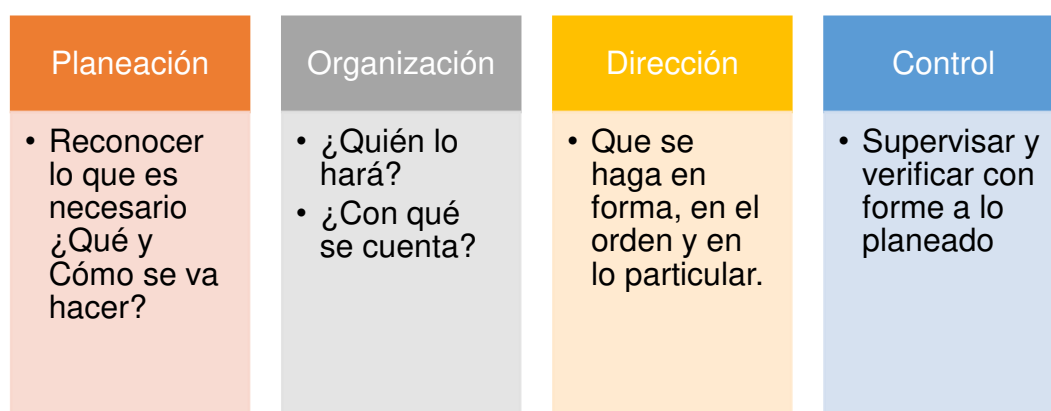 Planeación
• Reconocer
lo que es
necesario
¿Qué y
Cómo se va
hacer?
Organización
• ¿Quién lo
hará?
• ¿Con qué
se cuenta?
Dirección
• Que se
haga en
forma, en el
orden y en
lo particular.
Control
• Supervisar y
verificar con
forme a lo
planeado